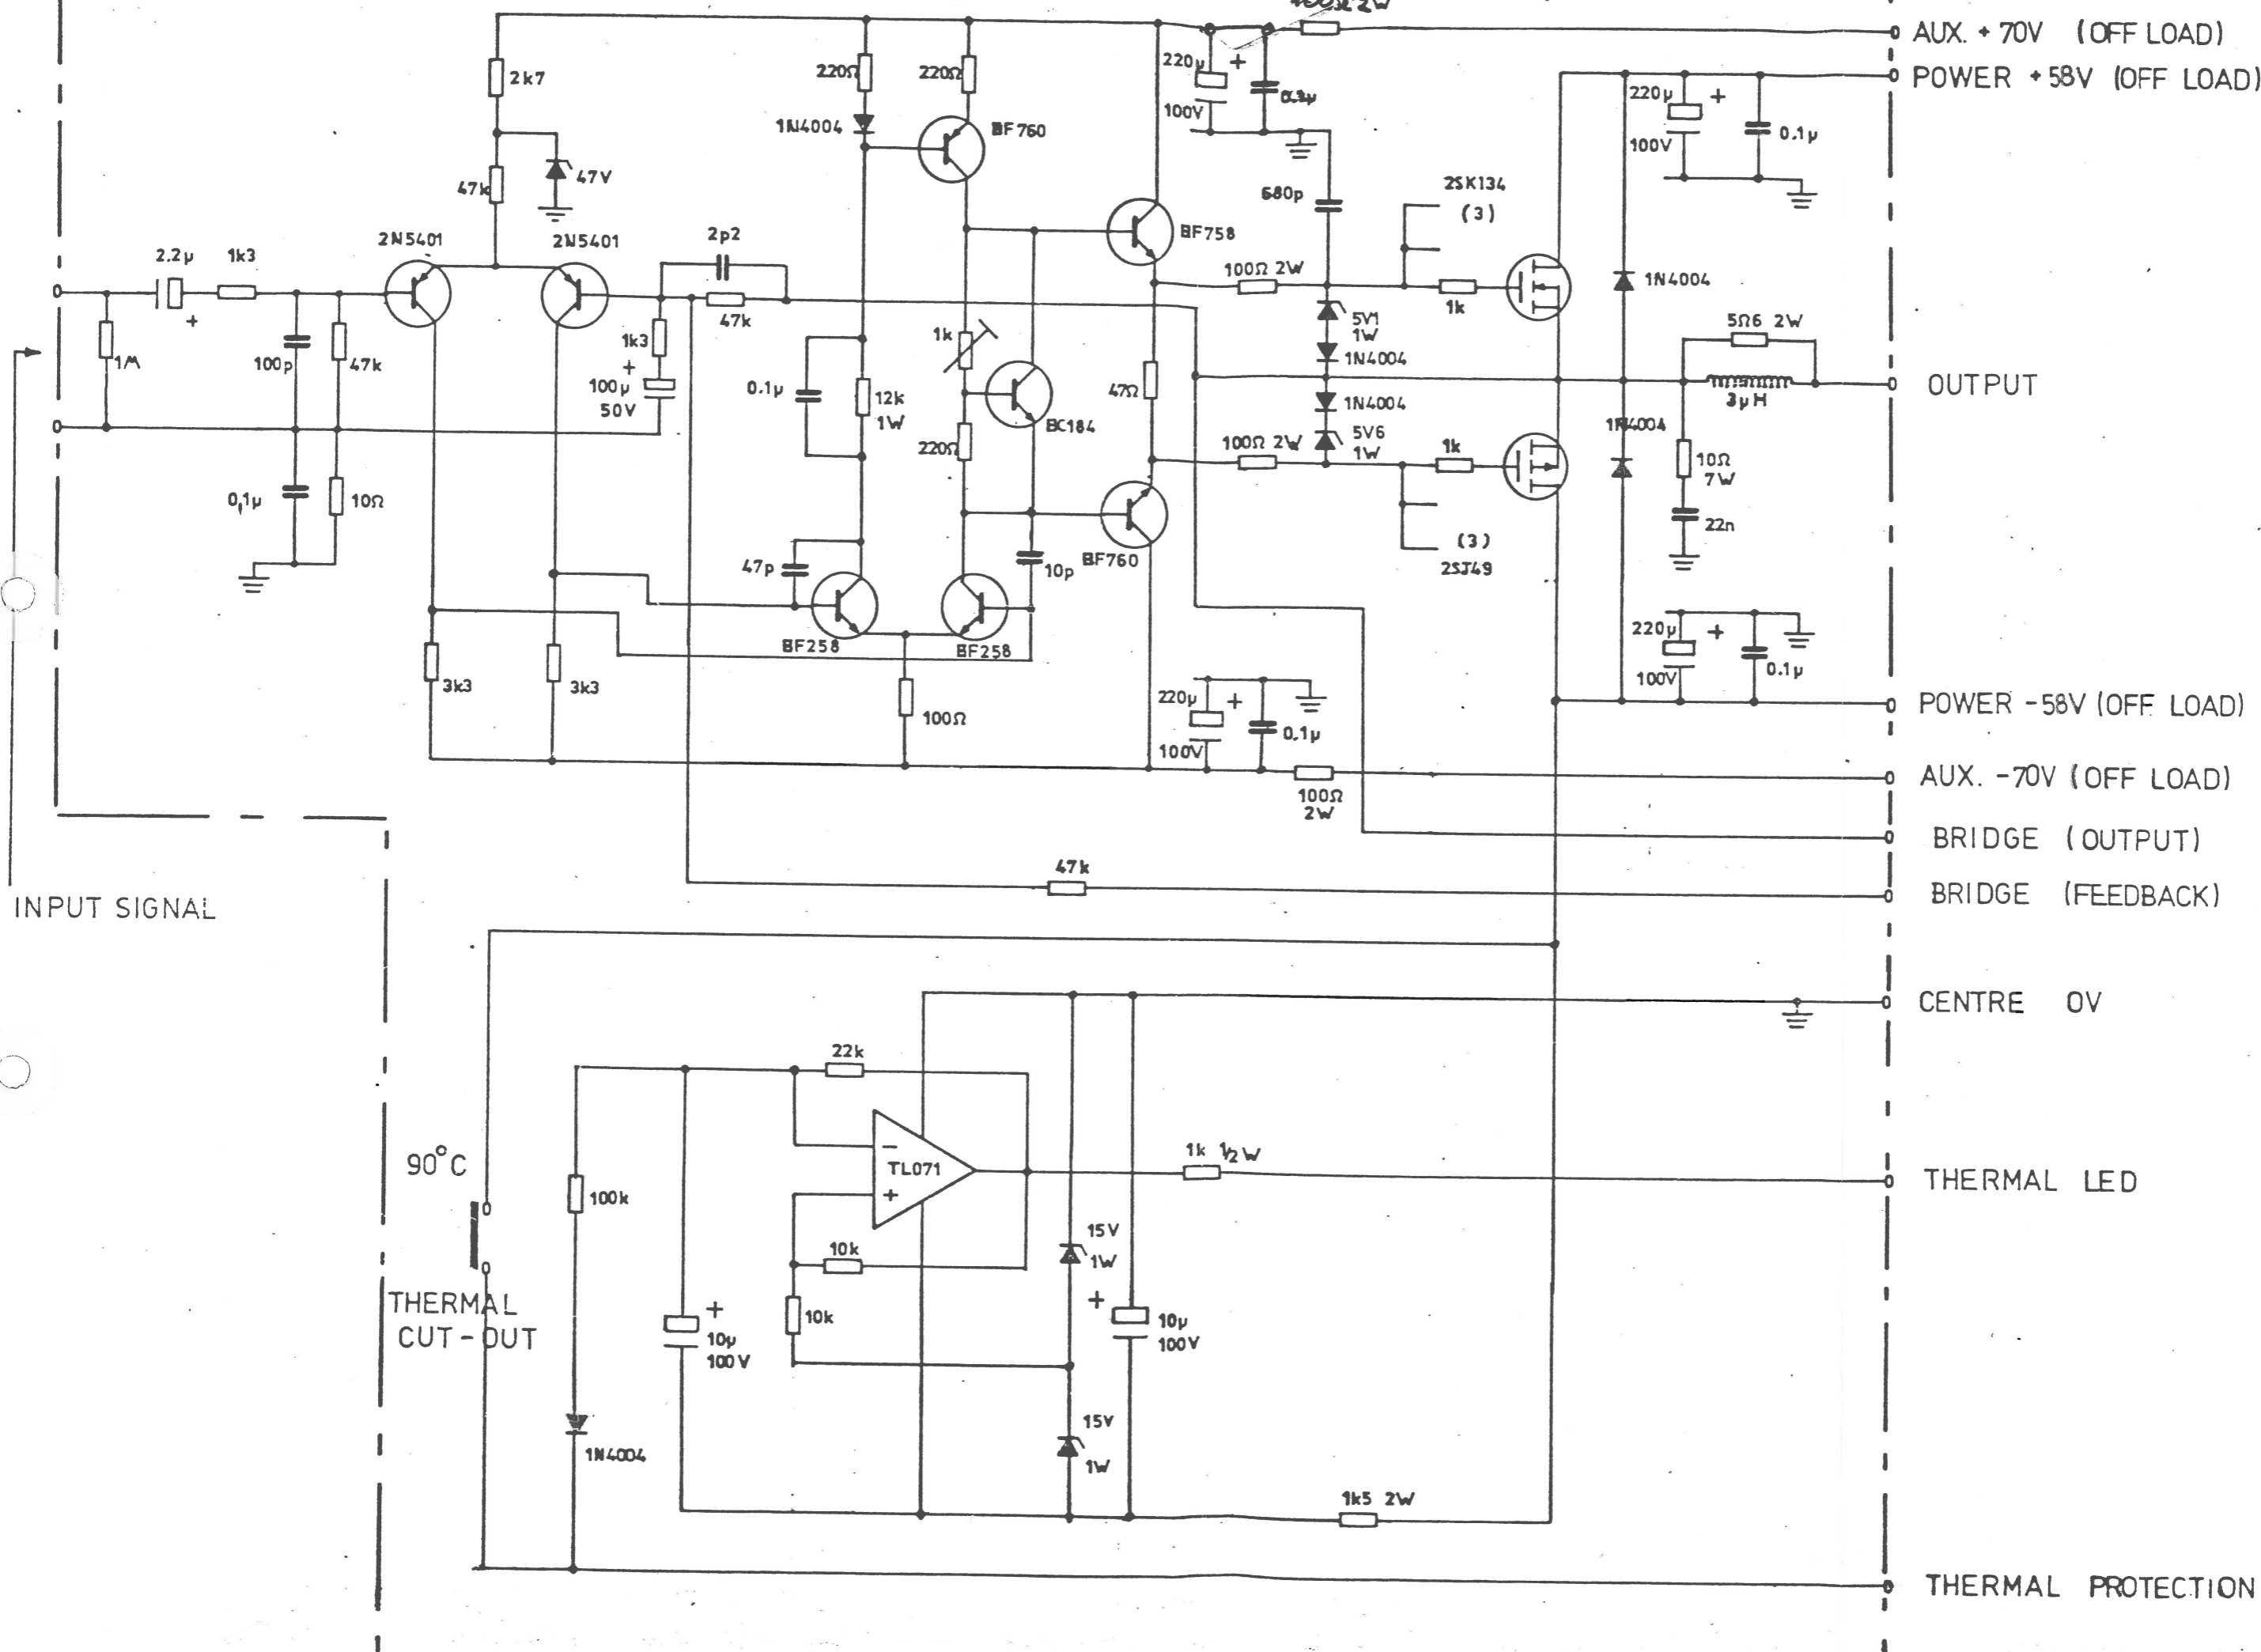 100Ω 2W
AUX. + 70V (OFF LOAD)
POWER + 58V (OFF LOAD)
2k7
220Ω
220Ω
220µ
+
100V
0.1µ
220µ
+
100V
0.1µ
1N4004
BF760
47V
47k
680p
2SK134
(3)
2N5401
2N5401
2p2
BF758
2.2µ
1k3
+
47k
100Ω 2W
1k
1N4004
5V1
1W
1N4004
5Ω6 2W
1M
100p
47k
1k3
+
100µ
50V
0.1µ
12k
1W
1k
47Ω
OUTPUT
3µH
1N4004
BC184
1N4004
5V6
1W
220Ω
100Ω 2W
1k
10Ω
7W
0,1µ
10Ω
22n
47p
10p
BF760
(3)
2SJ49
BF258
BF258
220µ
+
100V
0.1µ
3k3
3k3
100Ω
220µ
+
100V
0.1µ
POWER -58V (OFF LOAD)
AUX. -70V (OFF LOAD)
100Ω
2W
BRIDGE (OUTPUT)
47k
BRIDGE (FEEDBACK)
INPUT SIGNAL
CENTRE 0V
22k
90°C
−
TL071
+
1k ½W
THERMAL LED
100k
10k
15V
1W
THERMAL
CUT-OUT
+
10µ
100V
10k
+
10µ
100V
1N4004
15V
1W
1k5 2W
THERMAL PROTECTION